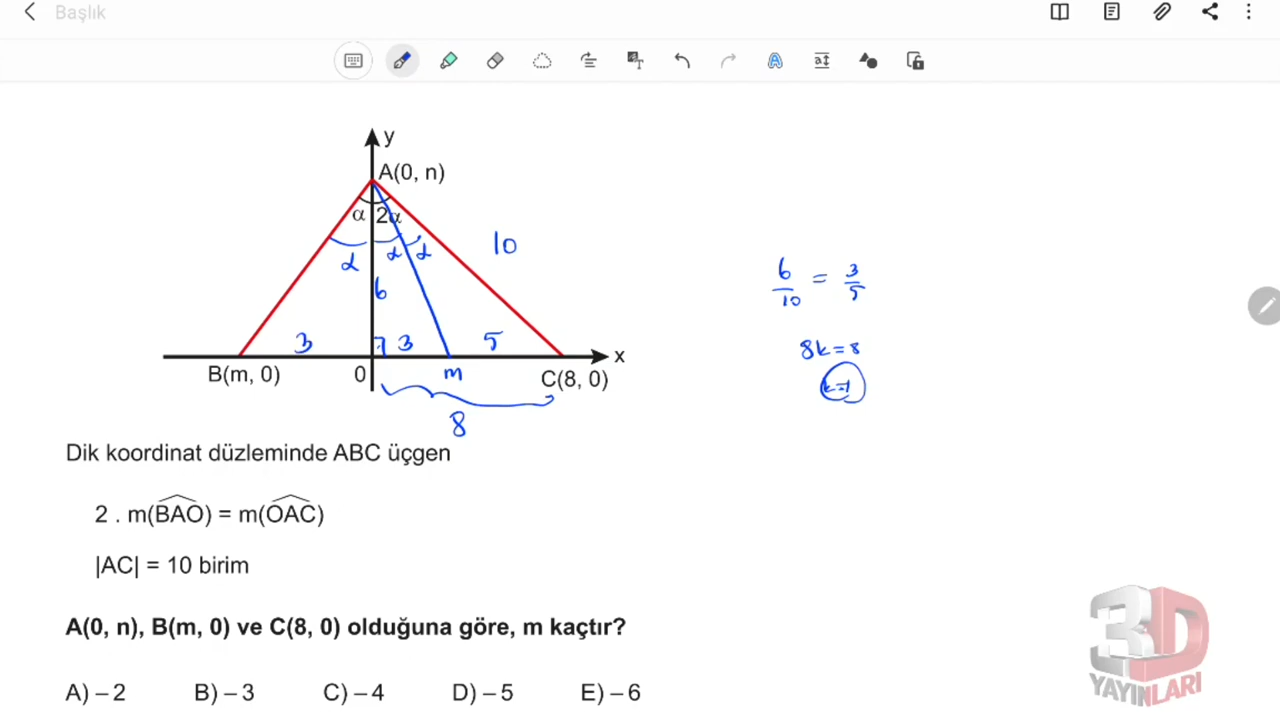 Başlık
y
A(0, n)
α 2α
α α α
10
6
3 3 5
x
B(m, 0) 0 m C(8, 0)
8
6/10 = 3/5
8k=8
k=1
Dik koordinat düzleminde ABC üçgen
2 . m(BAO) = m(OAC)
|AC| = 10 birim
A(0, n), B(m, 0) ve C(8, 0) olduğuna göre, m kaçtır?
A) – 2 B) – 3 C) – 4 D) – 5 E) – 6
3D
YAYINLARI